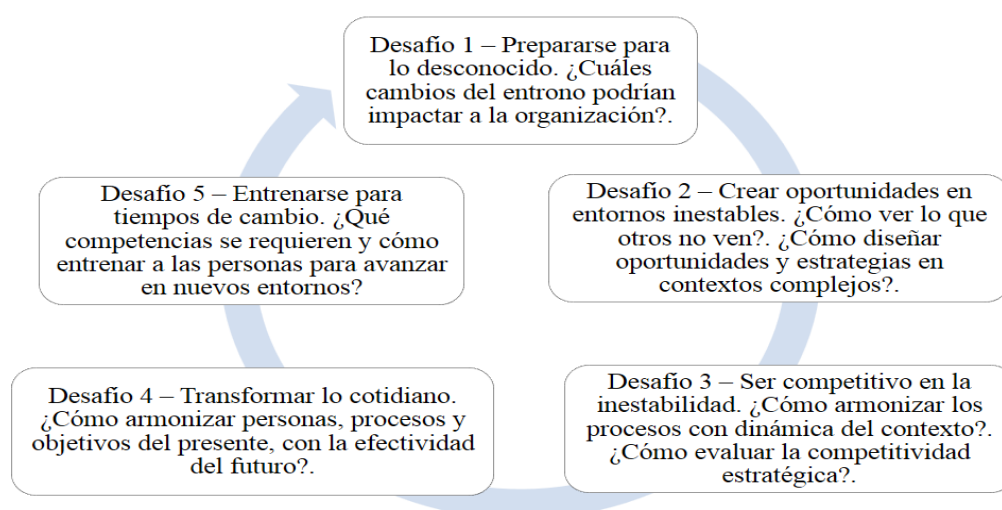 Desafío 1 – Prepararse para
lo desconocido. ¿Cuáles
cambios del entrono podrían
impactar a la organización?.
Desafío 2 – Crear oportunidades en
entornos inestables. ¿Cómo ver lo que
otros no ven?. ¿Cómo diseñar
oportunidades y estrategias en
contextos complejos?.
Desafío 3 – Ser competitivo en la
inestabilidad. ¿Cómo armonizar los
procesos con dinámica del contexto?.
¿Cómo evaluar la competitividad
estratégica?.
Desafío 4 – Transformar lo cotidiano.
¿Cómo armonizar personas, procesos y
objetivos del presente, con la efectividad
del futuro?.
Desafío 5 – Entrenarse para
tiempos de cambio. ¿Qué
competencias se requieren y cómo
entrenar a las personas para avanzar
en nuevos entornos?